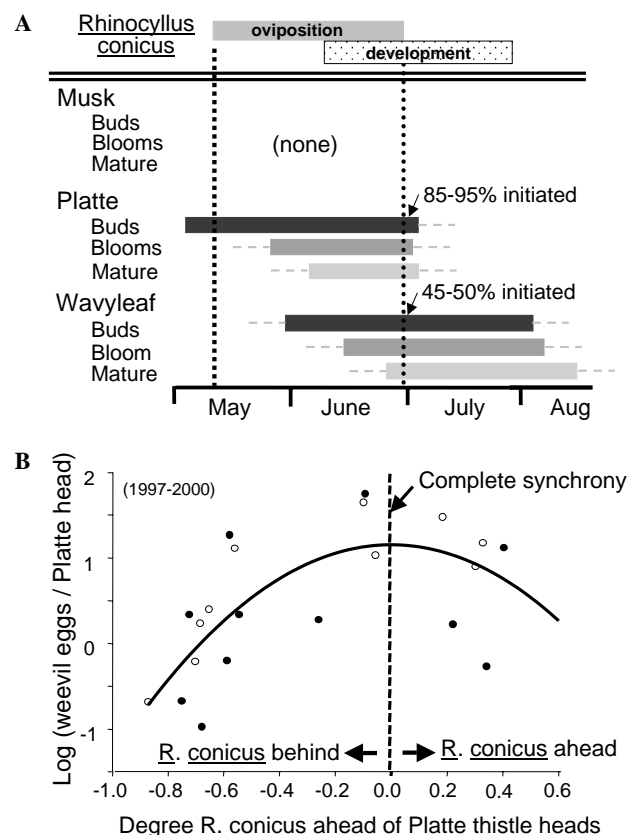 A
Rhinocyllus
conicus
oviposition
development
Musk
Buds
Blooms
Mature
(none)
Platte
85-95% initiated
Buds
Blooms
Mature
Wavyleaf
45-50% initiated
Buds
Bloom
Mature
May June July Aug
B
2
(1997-2000)
Complete synchrony
1
0
-1
Log (weevil eggs / Platte head)
R. conicus behind
R. conicus ahead
-1.0 -0.8 -0.6 -0.4 -0.2 0.0 0.2 0.4 0.6
Degree R. conicus ahead of Platte thistle heads